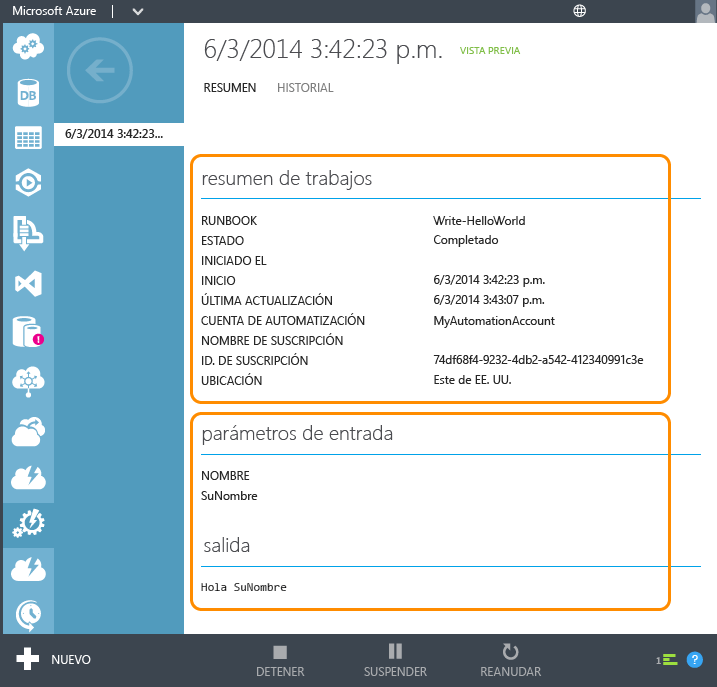 Microsoft Azure
6/3/2014 3:42:23 p.m. VISTA PREVIA
RESUMEN HISTORIAL
DB
6/3/2014 3:42:23...
resumen de trabajos
RUNBOOK Write-HelloWorld
ESTADO Completado
INICIADO EL
INICIO 6/3/2014 3:42:23 p.m.
ÚLTIMA ACTUALIZACIÓN 6/3/2014 3:43:07 p.m.
CUENTA DE AUTOMATIZACIÓN MyAutomationAccount
NOMBRE DE SUSCRIPCIÓN
ID. DE SUSCRIPCIÓN 74df68f4-9232-4db2-a542-412340991c3e
UBICACIÓN Este de EE. UU.
parámetros de entrada
NOMBRE
SuNombre
salida
Hola SuNombre
NUEVO DETENER SUSPENDER REANUDAR 1 ?